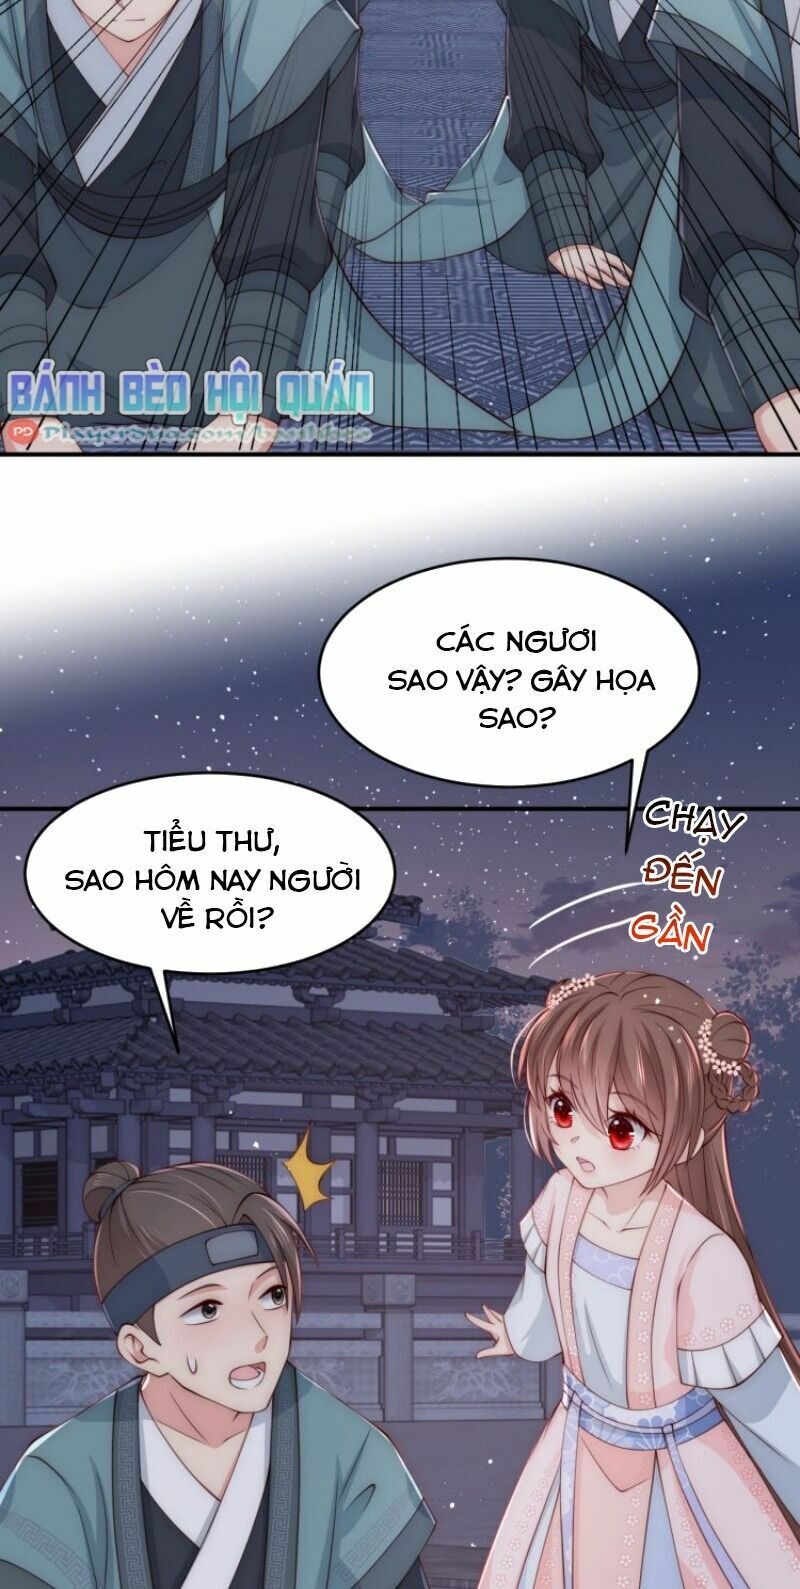 BÁNH BÈO HỘI QUÁN
CÁC NGƯƠI
SAO VẬY? GÂY HỌA
SAO?
CHẠY
ĐẾN
GẦN
TIỂU THƯ,
SAO HÔM NAY NGƯỜI
VỀ RỒI?